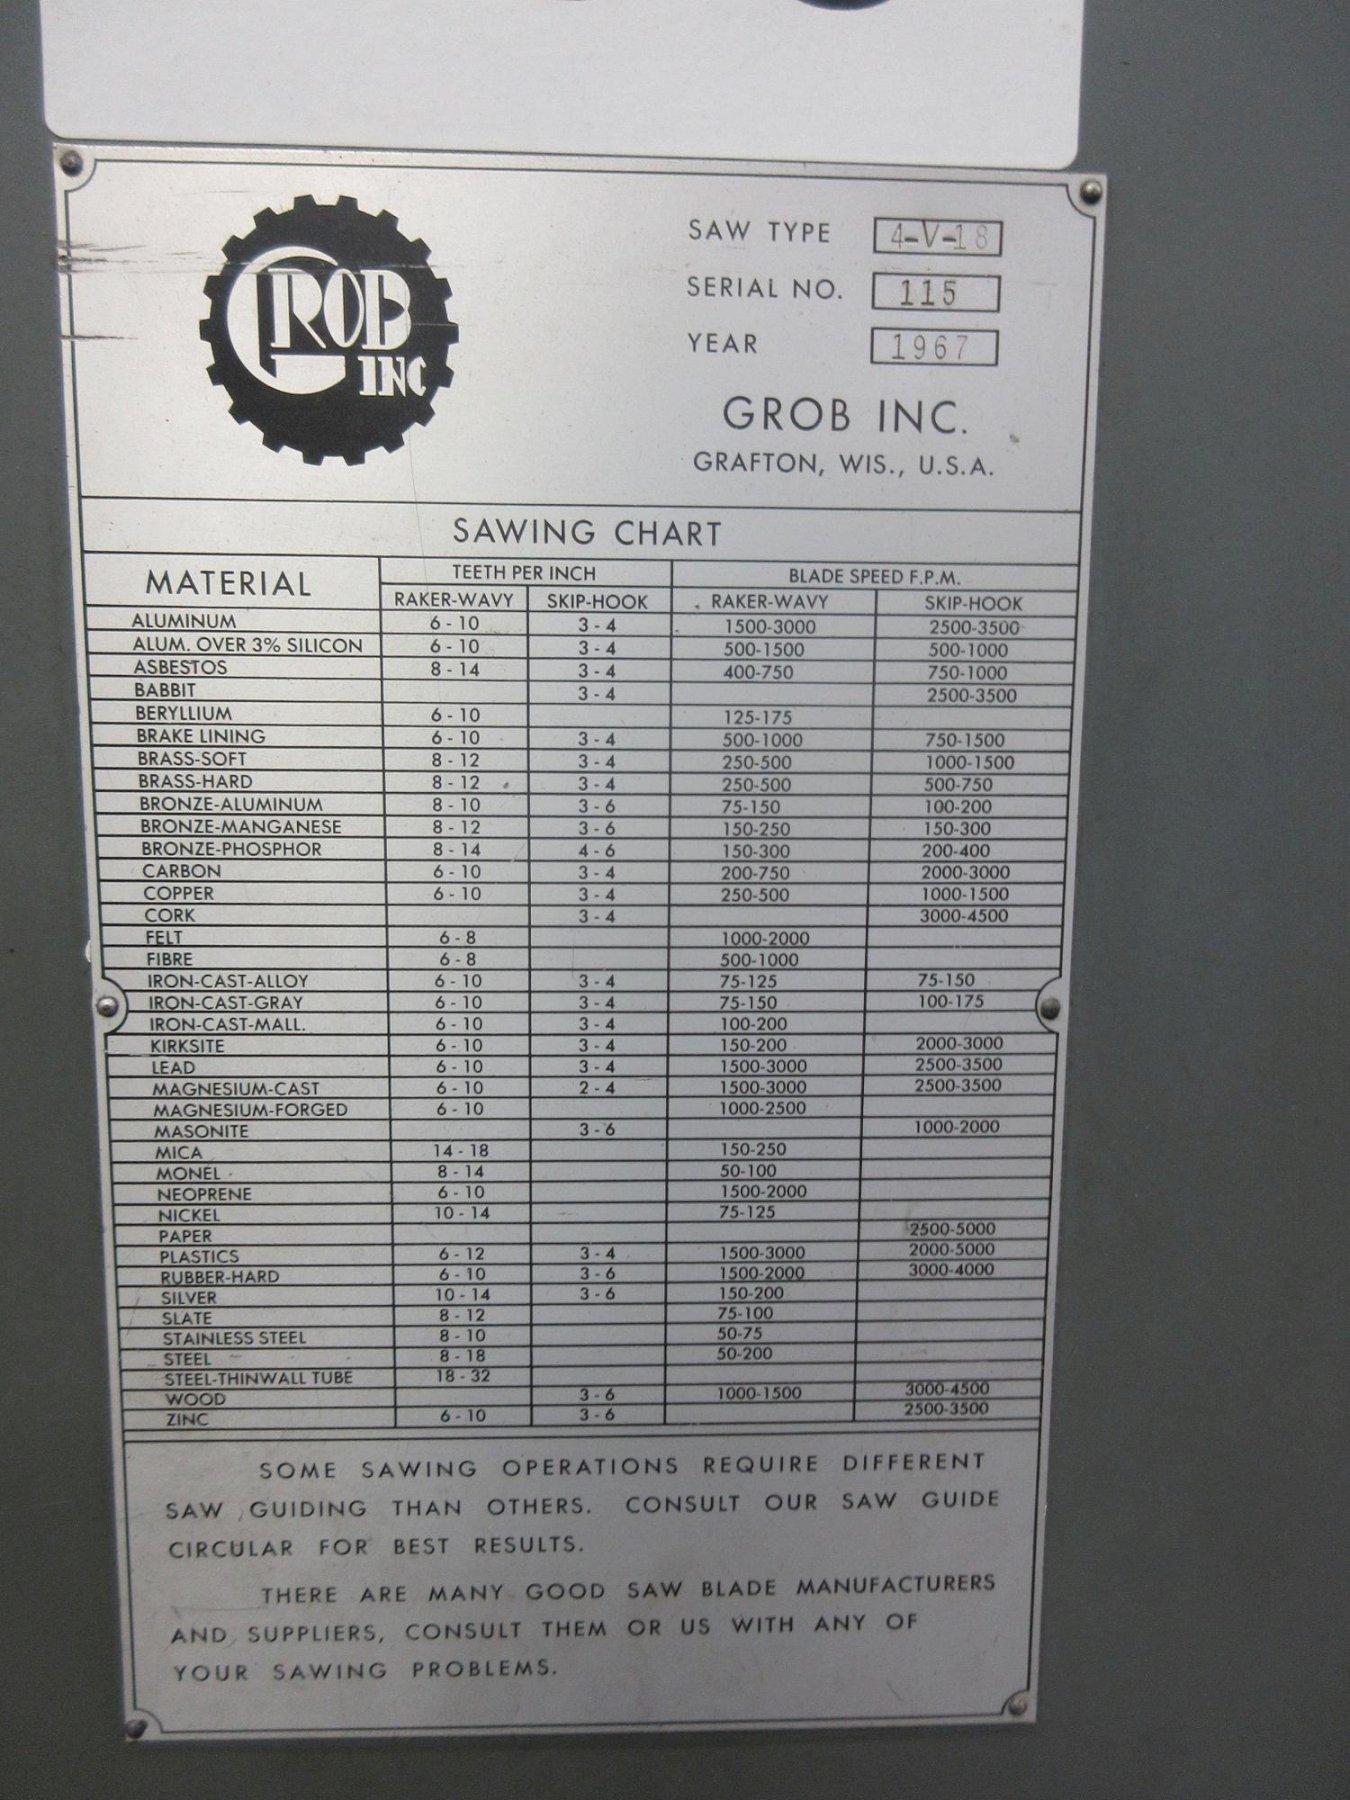 GROB
INC
SAW TYPE 4-V-18
SERIAL NO. 115
YEAR 1967
GROB INC.
GRAFTON, WIS., U.S.A.
SAWING CHART
MATERIAL TEETH PER INCH BLADE SPEED F.P.M.
RAKER-WAVY SKIP-HOOK RAKER-WAVY SKIP-HOOK
ALUMINUM 6-10 3-4 1500-3000 2500-3500
ALUM. OVER 3% SILICON 6-10 3-4 500-1500 500-1000
ASBESTOS 8-14 3-4 400-750 750-1000
BABBIT 3-4 2500-3500
BERYLLIUM 6-10 125-175
BRAKE LINING 6-10 3-4 500-1000 750-1500
BRASS-SOFT 8-12 3-4 250-500 1000-1500
BRASS-HARD 8-12 3-4 250-500 500-750
BRONZE-ALUMINUM 8-10 3-6 75-150 100-200
BRONZE-MANGANESE 8-12 3-6 150-250 150-300
BRONZE-PHOSPHOR 8-14 4-6 150-300 200-400
CARBON 6-10 3-4 200-750 2000-3000
COPPER 6-10 3-4 250-500 1000-1500
CORK 3-4 3000-4500
FELT 6-8 1000-2000
FIBRE 6-8 500-1000
IRON-CAST-ALLOY 6-10 3-4 75-125 75-150
IRON-CAST-GRAY 6-10 3-4 75-150 100-175
IRON-CAST-MALL. 6-10 3-4 100-200
KIRKSITE 6-10 3-4 150-200 2000-3000
LEAD 6-10 3-4 1500-3000 2500-3500
MAGNESIUM-CAST 6-10 2-4 1500-3000 2500-3500
MAGNESIUM-FORGED 6-10 1000-2500
MASONITE 3-6 1000-2000
MICA 14-18 150-250
MONEL 8-14 50-100
NEOPRENE 6-10 1500-2000
NICKEL 10-14 75-125
PAPER 2500-5000
PLASTICS 6-12 3-4 1500-3000 2000-5000
RUBBER-HARD 6-10 3-6 1500-2000 3000-4000
SILVER 10-14 3-6 150-200
SLATE 8-12 75-100
STAINLESS STEEL 8-10 50-75
STEEL 8-18 50-200
STEEL-THINWALL TUBE 18-32
WOOD 3-6 1000-1500 3000-4500
ZINC 6-10 3-6 2500-3500
SOME SAWING OPERATIONS REQUIRE DIFFERENT
SAW GUIDING THAN OTHERS. CONSULT OUR SAW GUIDE
CIRCULAR FOR BEST RESULTS.
THERE ARE MANY GOOD SAW BLADE MANUFACTURERS
AND SUPPLIERS, CONSULT THEM OR US WITH ANY OF
YOUR SAWING PROBLEMS.